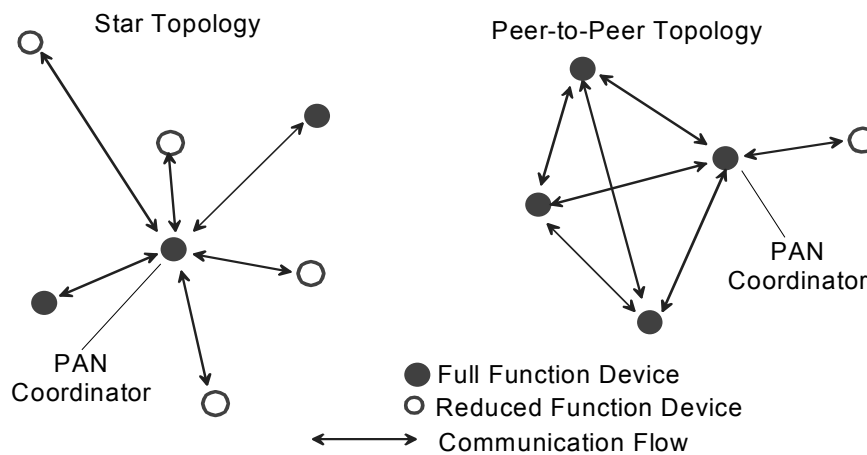 Star Topology
Peer-to-Peer Topology
PAN
Coordinator
PAN
Coordinator
Full Function Device
Reduced Function Device
Communication Flow